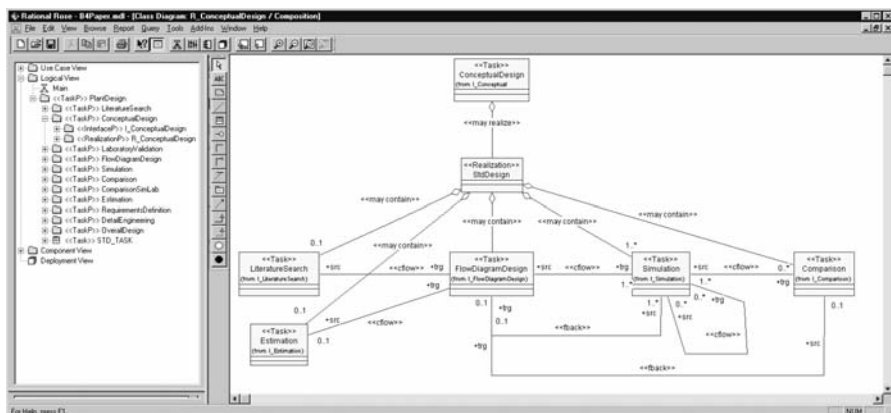 Rational Rose - B4Paper.mdl - [Class Diagram: R_ConceptualDesign / Composition]
File Edit View Browse Report Query Tools Add-Ins Window Help
ABC
Use Case View
Logical View
Main
<<TaskP>> PlantDesign
<<TaskP>> LiteratureSearch
<<TaskP>> ConceptualDesign
<<InterfaceP>> I_ConceptualDesign
<<RealizationP>> R_ConceptualDesign
<<TaskP>> LaboratoryValidation
<<TaskP>> FlowDiagramDesign
<<TaskP>> Simulation
<<TaskP>> Comparison
<<TaskP>> ComparisonSimLab
<<TaskP>> Estimation
<<TaskP>> RequirementsDefinition
<<TaskP>> DetailEngineering
<<TaskP>> OverallDesign
<<Task>> STD_TASK
Component View
Deployment View
<<Task>>
ConceptualDesign
(from I_Conceptual
<<may realize>>
<<Realization>>
StdDesign
<<may contain>>
<<may contain>>
<<may contain>>
<<may contain>>
<<may contain>>
0..1
1..*
<<Task>>
LiteratureSearch
(from I_LiteratureSearch)
+src
<<cflow>>
+trg
+trg
<<Task>>
FlowDiagramDesign
(from I_FlowDiagramDesign)
+src
<<cflow>>
+trg
1..*
<<Task>>
Simulation
(from I_Simulation)
+src
<<cflow>>
0..*
+trg
1..*
<<Task>>
Comparison
(from I_Comparison)
0..1
+src
<<cflow>>
0..1
<<Task>>
Estimation
(from I_Estimation)
0..1
+trg
0..1
+trg
1..*
+src
0..*
+src
0..*
+trg
<<cflow>>
0..1
+src
<<fback>>
<<fback>>
For Help, press F1
NUM